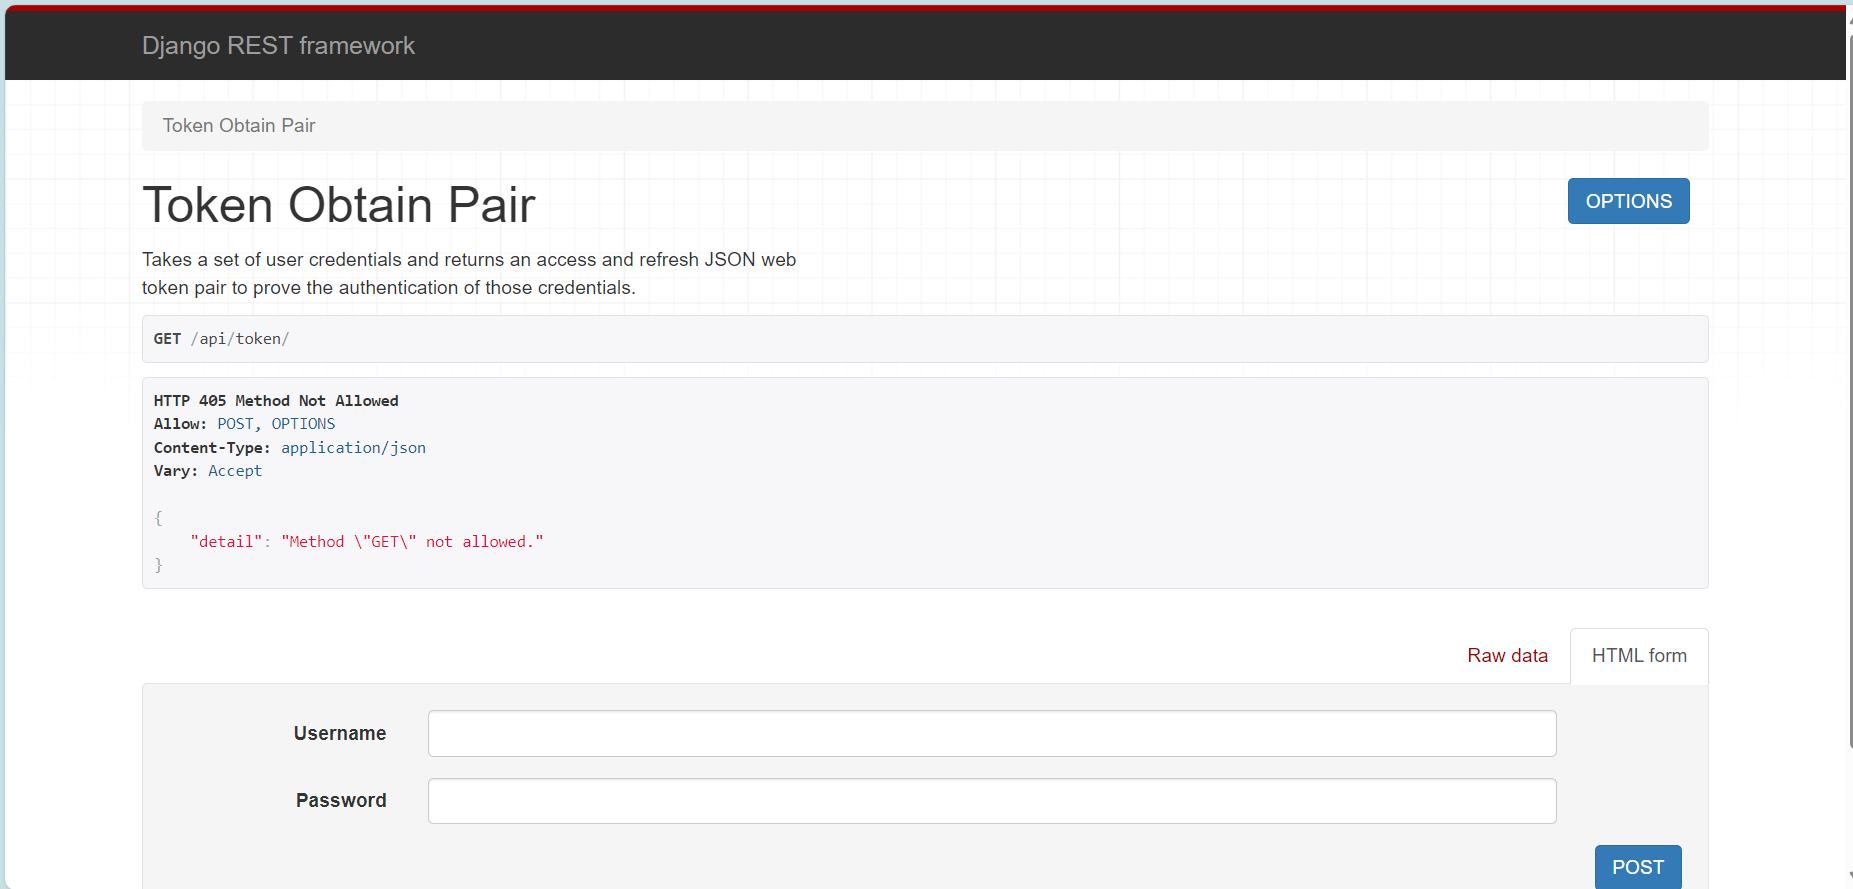 Django REST framework
Token Obtain Pair
Token Obtain Pair
OPTIONS
Takes a set of user credentials and returns an access and refresh JSON web
token pair to prove the authentication of those credentials.
GET /api/token/
HTTP 405 Method Not Allowed
Allow: POST, OPTIONS
Content-Type: application/json
Vary: Accept
{
    "detail": "Method \"GET\" not allowed."
}
Raw data
HTML form
Username
Password
POST